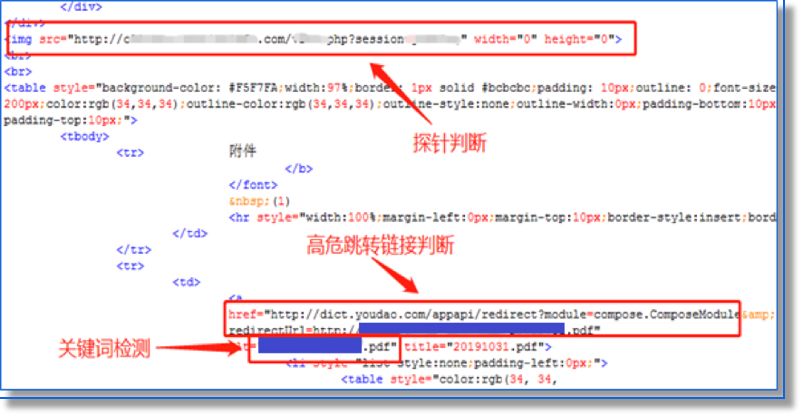 </div>
</div>
<img src="http://c .com/ php?session " width="0" height="0">
<br>
<br>
<table style="background-color: #F5F7FA;width:97%;border: 1px solid #bcbcbc;padding: 10px;outline: 0;font-size
200px;color:rgb(34,34,34);outline-color:rgb(34,34,34);outline-style:none;outline-width:0px;padding-bottom:10px
padding-top:10px;">
探针判断
<tbody>
<tr> 附件
</b>
</font>
&nbsp;(1)
<hr style="width:100%;margin-left:0px;margin-top:10px;border-style:insert;bord
</td>
高危跳转链接判断
</tr>
<tr>
<td>
<a
href="http://dict.youdao.com/appapi/redirect?module=compose.ComposeModule&amp;
redirectUrl=http:// .pdf"
关键词检测
.pdf" title="20191031.pdf">
<li style="list-style:none;padding-left:0px;">
<table style="color:rgb(34, 34,